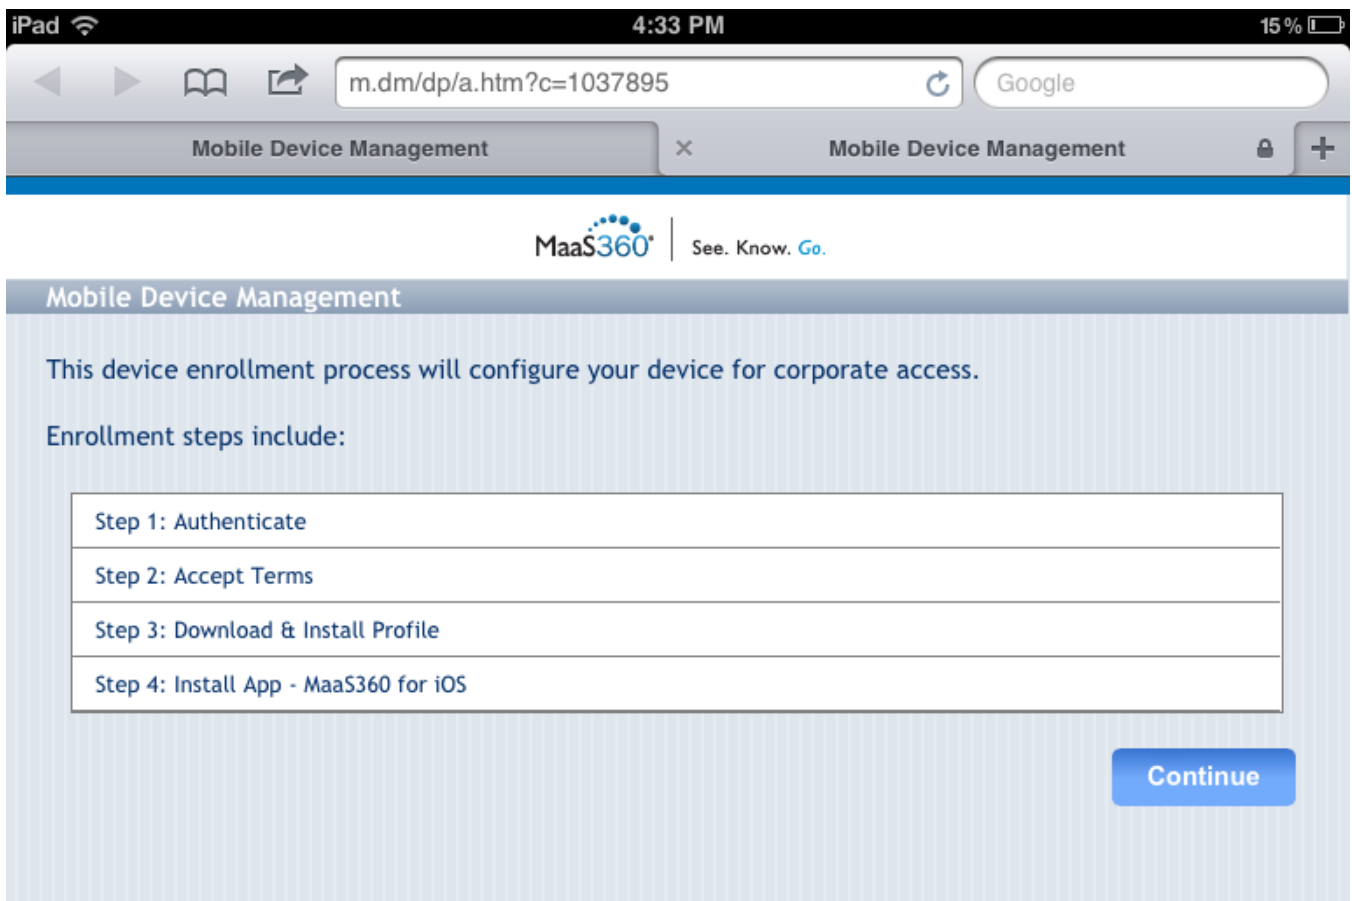 iPad 4:33 PM 15%
m.dm/dp/a.htm?c=1037895 Google
Mobile Device Management Mobile Device Management
MaaS360 See. Know. Go.
Mobile Device Management
This device enrollment process will configure your device for corporate access.
Enrollment steps include:
Step 1: Authenticate
Step 2: Accept Terms
Step 3: Download & Install Profile
Step 4: Install App - MaaS360 for iOS
Continue